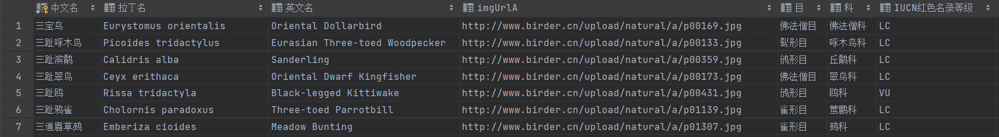 中文名 拉丁名 英文名 imgUrlA 目 科 IUCN红色名录等级
1 三宝鸟 Eurystomus orientalis Oriental Dollarbird http://www.birder.cn/upload/natural/a/p00169.jpg 佛法僧目 佛法僧科 LC
2 三趾啄木鸟 Picoides tridactylus Eurasian Three-toed Woodpecker http://www.birder.cn/upload/natural/a/p00133.jpg 䴕形目 啄木鸟科 LC
3 三趾滨鹬 Calidris alba Sanderling http://www.birder.cn/upload/natural/a/p00359.jpg 鸻形目 丘鹬科 LC
4 三趾翠鸟 Ceyx erithaca Oriental Dwarf Kingfisher http://www.birder.cn/upload/natural/a/p00173.jpg 佛法僧目 翠鸟科 LC
5 三趾鸥 Rissa tridactyla Black-legged Kittiwake http://www.birder.cn/upload/natural/a/p00431.jpg 鸻形目 鸥科 VU
6 三趾鸦雀 Cholornis paradoxus Three-toed Parrotbill http://www.birder.cn/upload/natural/a/p01139.jpg 雀形目 莺鹛科 LC
7 三道眉草鹀 Emberiza cioides Meadow Bunting http://www.birder.cn/upload/natural/a/p01307.jpg 雀形目 鹀科 LC